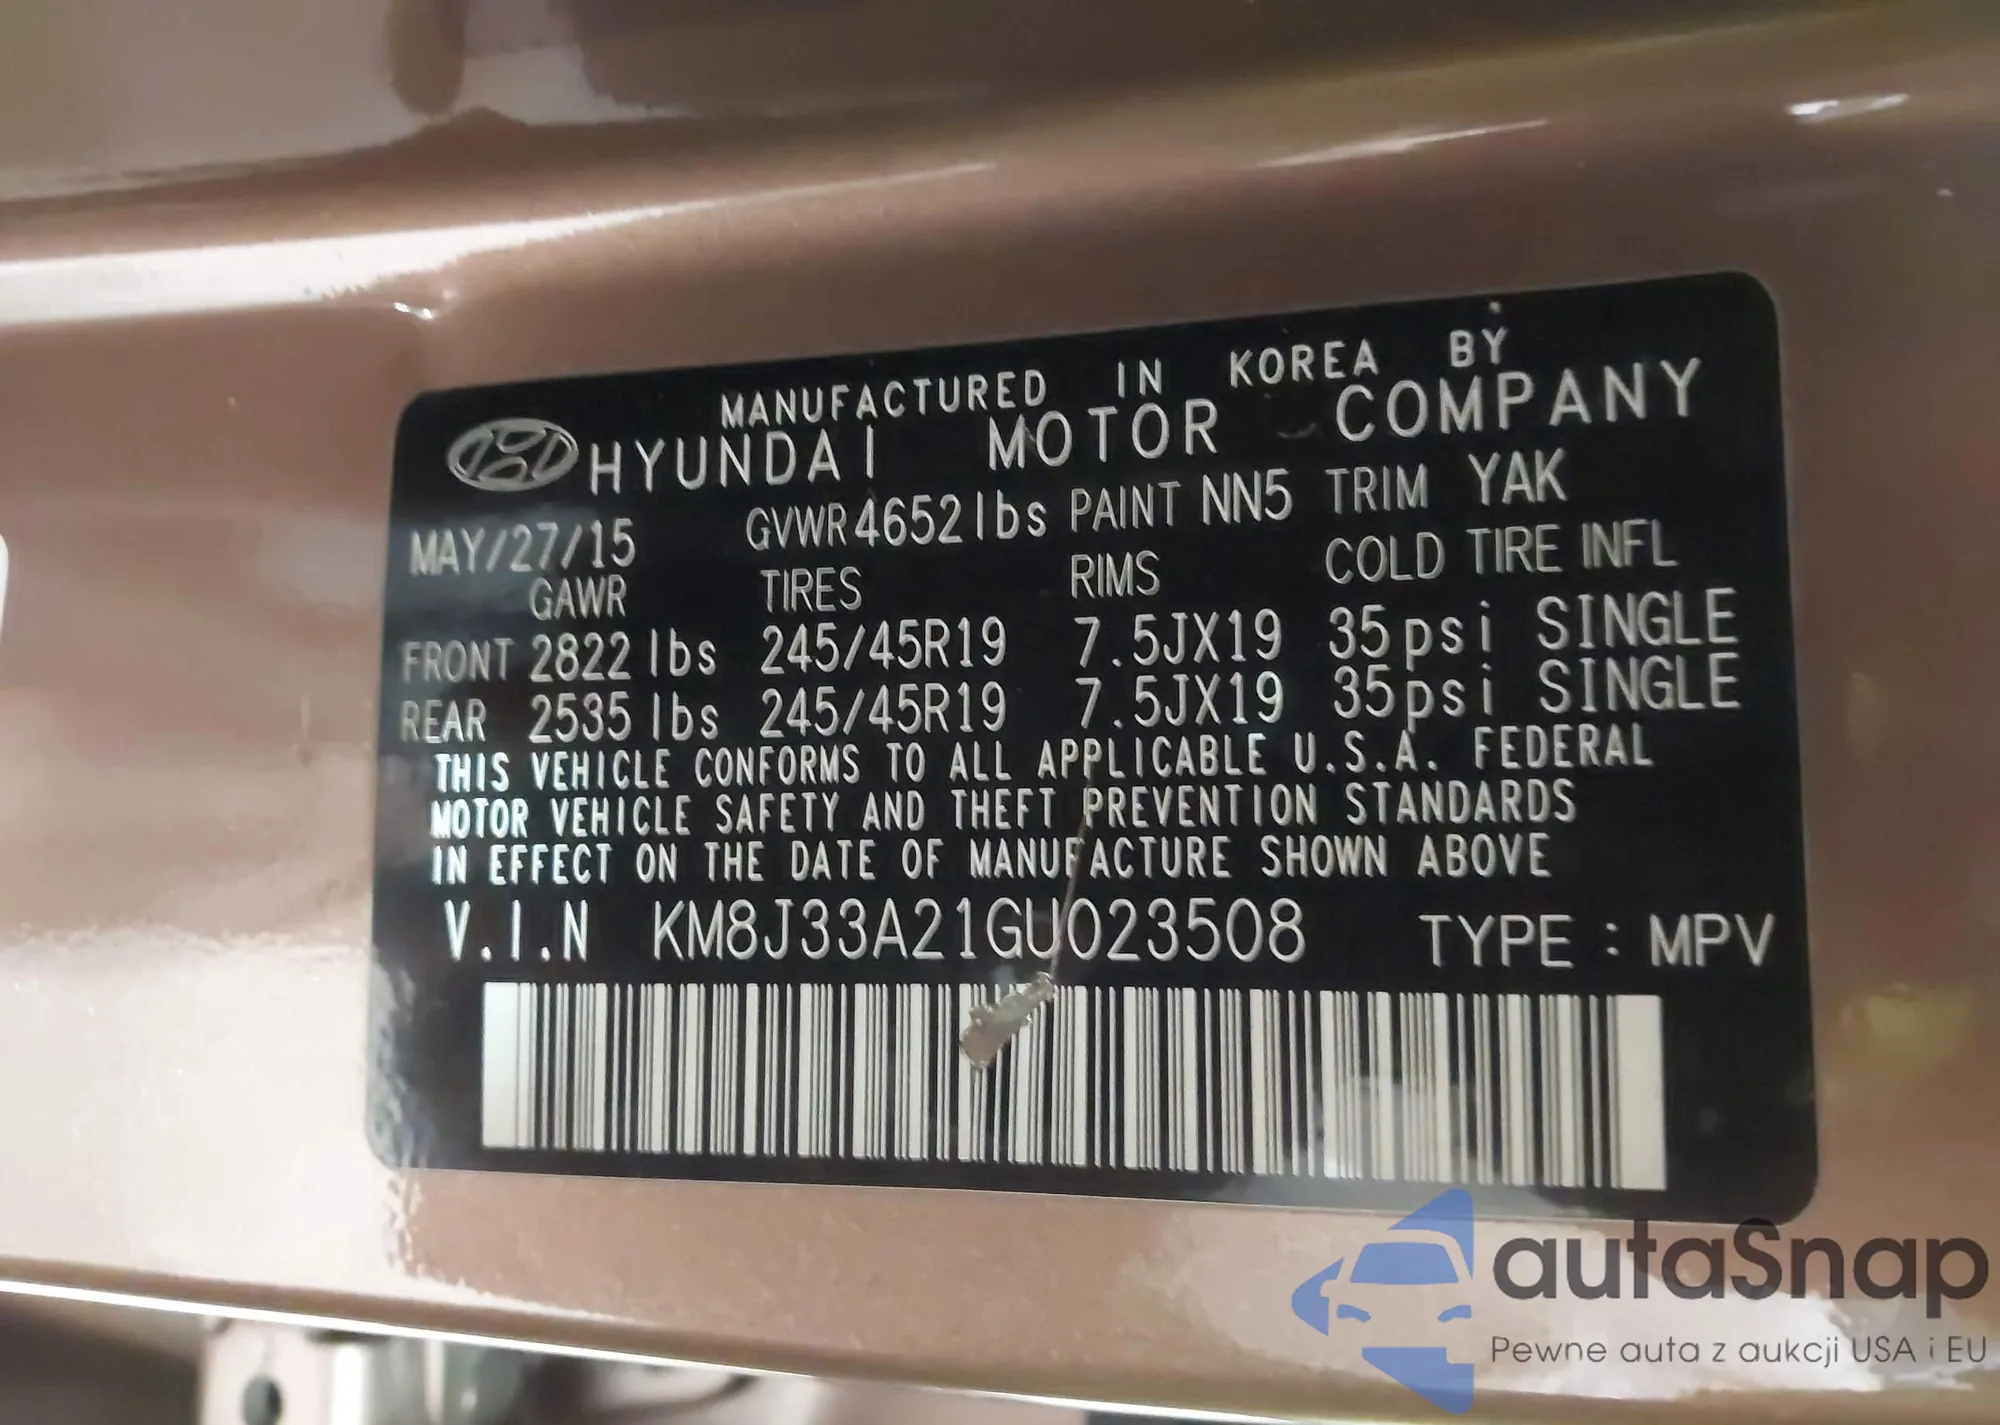 MANUFACTURED IN KOREA BY
HYUNDAI MOTOR COMPANY
MAY/27/15 GVWR 4652 lbs PAINT NN5 TRIM YAK
GAWR TIRES RIMS COLD TIRE INFL
FRONT 2822 lbs 245/45R19 7.5JX19 35psi SINGLE
REAR 2535 lbs 245/45R19 7.5JX19 35psi SINGLE
THIS VEHICLE CONFORMS TO ALL APPLICABLE U.S.A. FEDERAL
MOTOR VEHICLE SAFETY AND THEFT PREVENTION STANDARDS
IN EFFECT ON THE DATE OF MANUFACTURE SHOWN ABOVE
V.I.N KM8J33A21GU023508 TYPE : MPV
autaSnap
Pewne auta z aukcji USA i EU